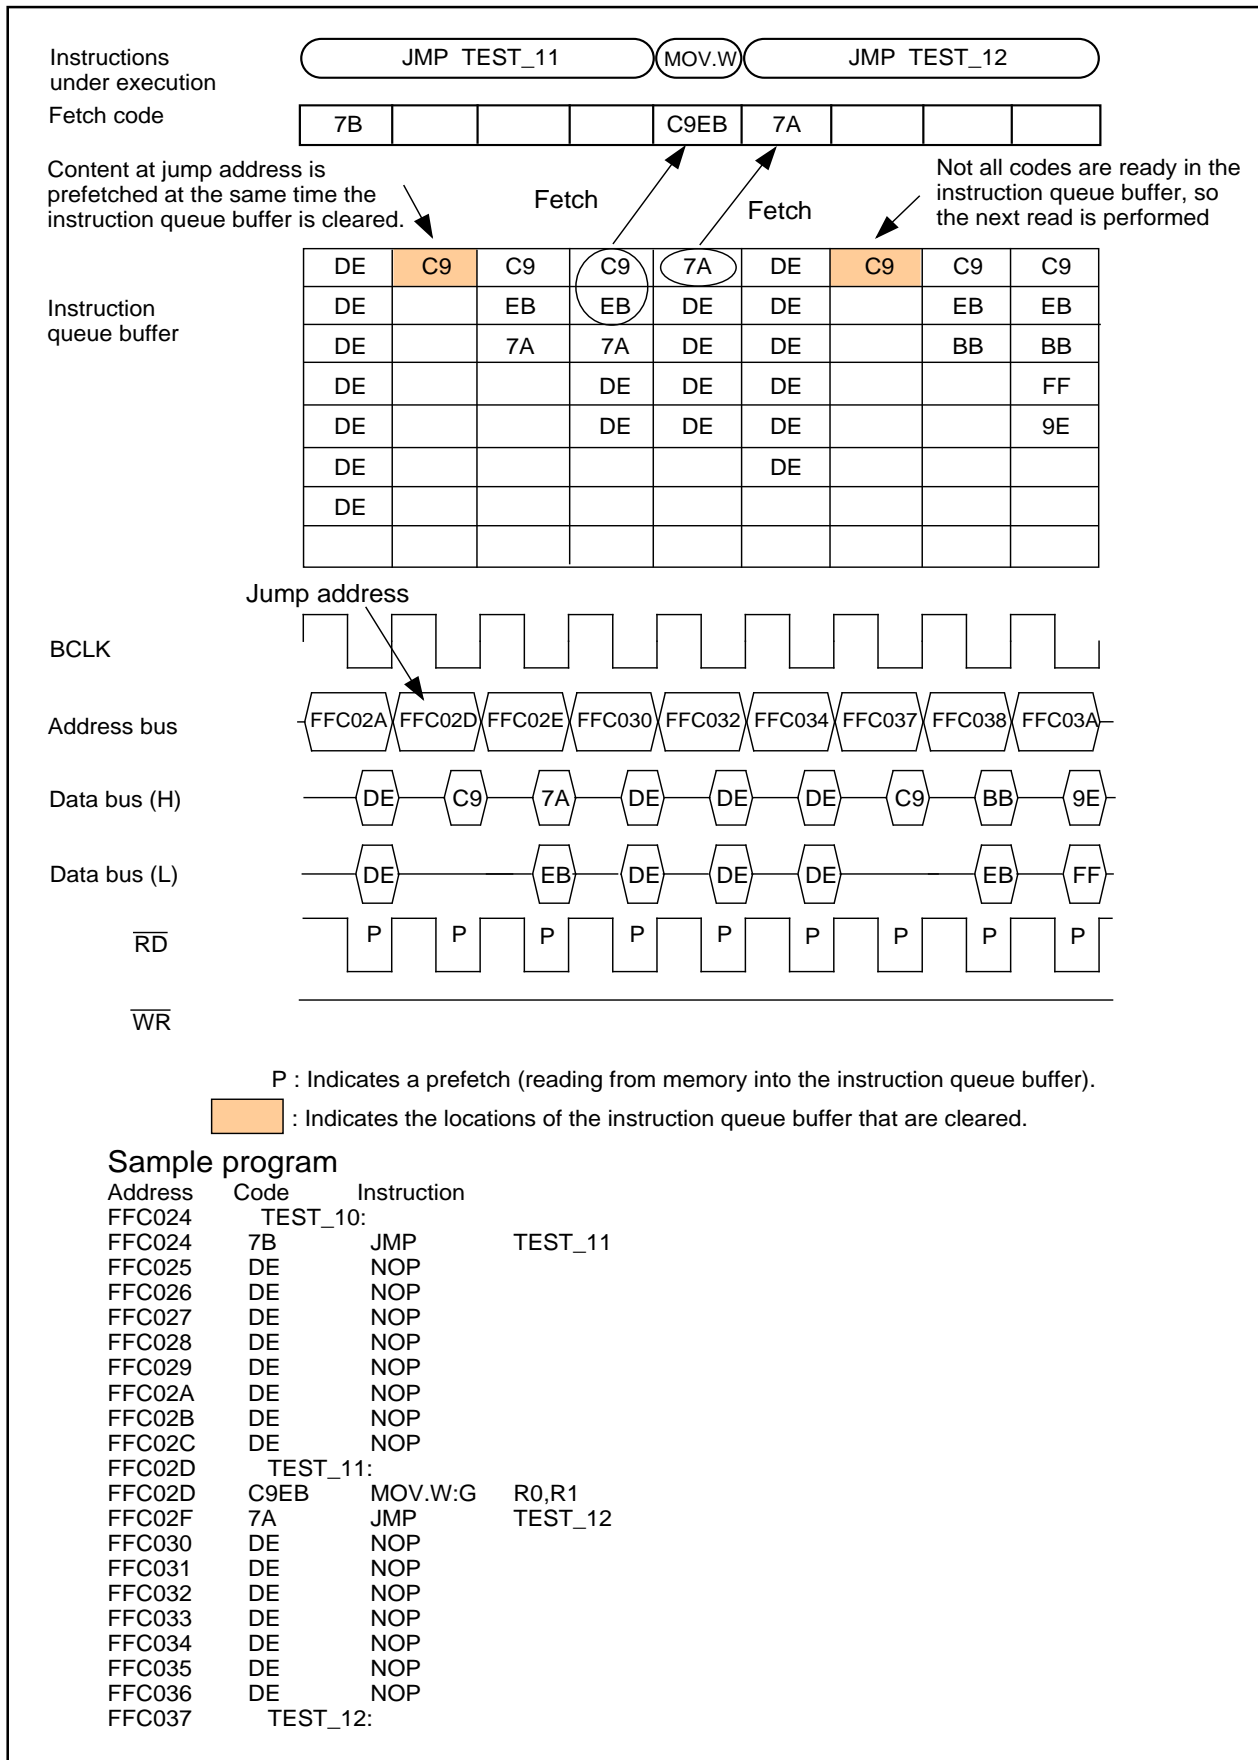 Instructions
under execution
JMP TEST_11
MOV.W
JMP TEST_12
Fetch code
7B
C9EB
7A
Content at jump address is
prefetched at the same time the
instruction queue buffer is cleared.
Fetch
Fetch
Not all codes are ready in the
instruction queue buffer, so
the next read is performed
Instruction
queue buffer
DE C9 C9 C9 7A DE C9 C9 C9
DE EB EB DE DE EB EB
DE 7A 7A DE DE BB BB
DE DE DE DE FF
DE DE DE DE 9E
DE DE
DE
Jump address
BCLK
Address bus
FFC02A FFC02D FFC02E FFC030 FFC032 FFC034 FFC037 FFC038 FFC03A
Data bus (H)
DE C9 7A DE DE DE C9 BB 9E
Data bus (L)
DE EB DE DE DE EB FF
RD
P P P P P P P P P
WR
P : Indicates a prefetch (reading from memory into the instruction queue buffer).
: Indicates the locations of the instruction queue buffer that are cleared.
Sample program
Address Code Instruction
FFC024 TEST_10:
FFC024 7B JMP TEST_11
FFC025 DE NOP
FFC026 DE NOP
FFC027 DE NOP
FFC028 DE NOP
FFC029 DE NOP
FFC02A DE NOP
FFC02B DE NOP
FFC02C DE NOP
FFC02D TEST_11:
FFC02D C9EB MOV.W:G R0,R1
FFC02F 7A JMP TEST_12
FFC030 DE NOP
FFC031 DE NOP
FFC032 DE NOP
FFC033 DE NOP
FFC034 DE NOP
FFC035 DE NOP
FFC036 DE NOP
FFC037 TEST_12: